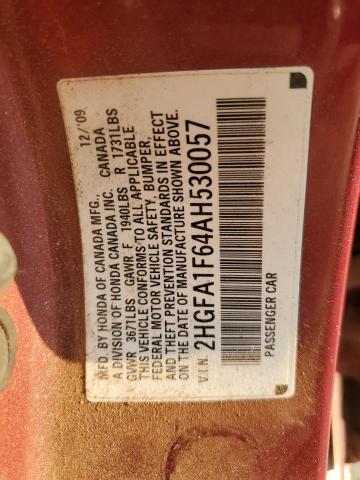 MFD. BY HONDA OF CANADA MFG. 12/'09
A DIVISION OF HONDA CANADA INC. CANADA
GVWR 3671LBS GAWR F 1940LBS R 1731LBS
THIS VEHICLE CONFORMS TO ALL APPLICABLE
FEDERAL MOTOR VEHICLE SAFETY, BUMPER,
AND THEFT PREVENTION STANDARDS IN EFFECT
ON THE DATE OF MANUFACTURE SHOWN ABOVE.
V.I.N. 2HGFA1F64AH530057
PASSENGER CAR